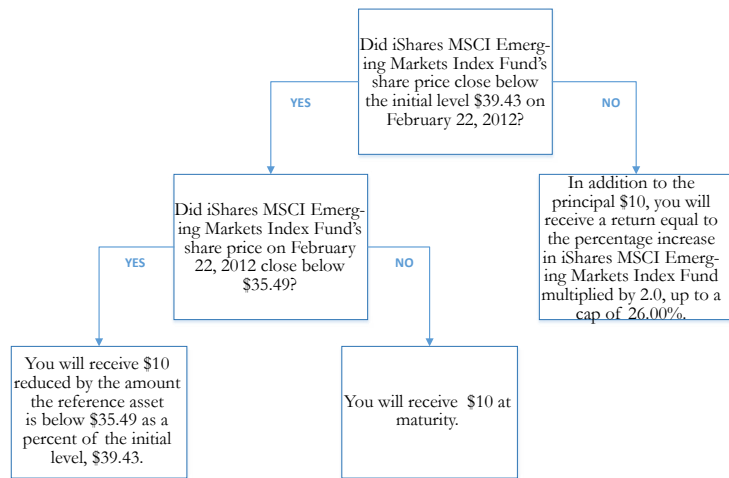 Did iShares MSCI Emerg-
ing Markets Index Fund's
share price close below
the initial level $39.43 on
February 22, 2012?
YES
NO
Did iShares MSCI Emerg-
ing Markets Index Fund's
share price on February
22, 2012 close below
$35.49?
In addition to the
principal $10, you will
receive a return equal to
the percentage increase
in iShares MSCI Emerg-
ing Markets Index Fund
multiplied by 2.0, up to a
cap of 26.00%.
YES
NO
You will receive $10
reduced by the amount
the reference asset
is below $35.49 as a
percent of the initial
level, $39.43.
You will receive $10 at
maturity.